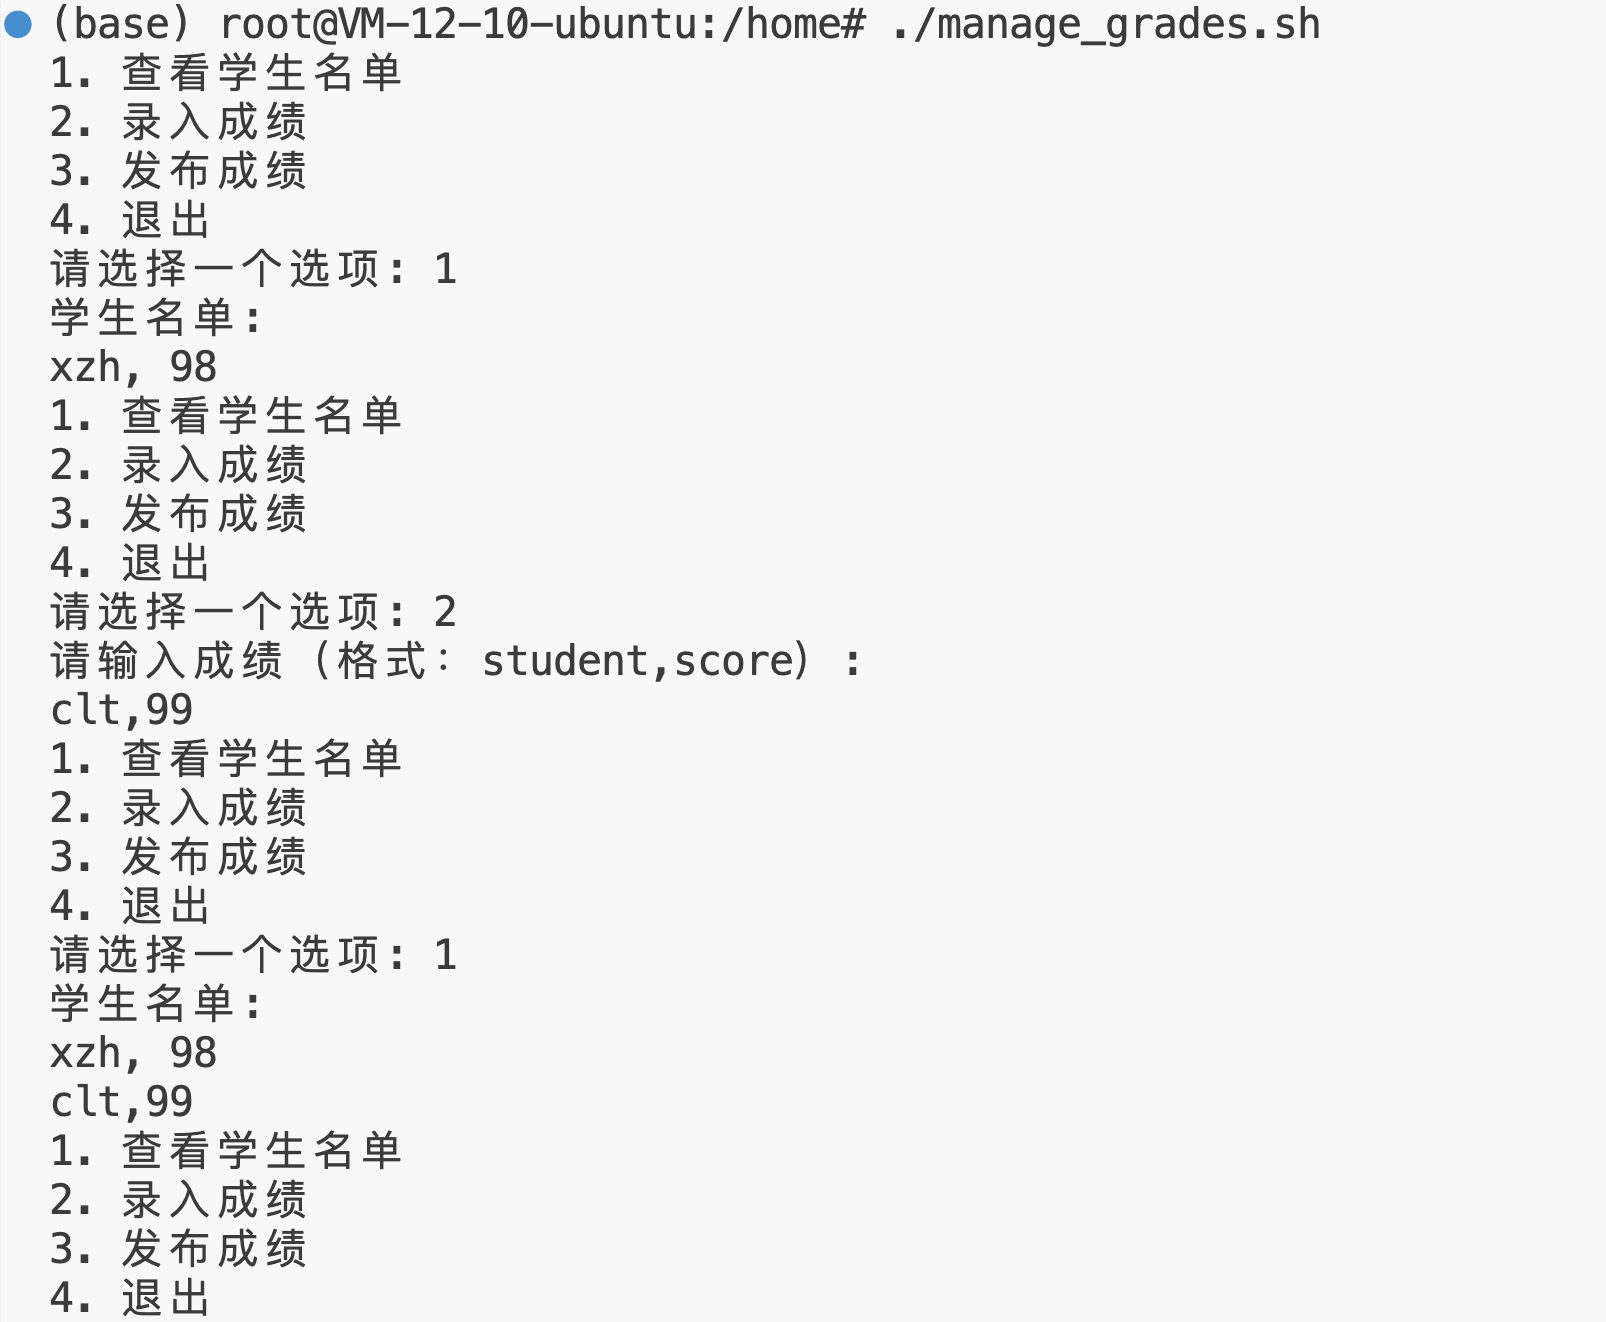 (base) root@VM-12-10-ubuntu:/home# ./manage_grades.sh
1. 查看学生名单
2. 录入成绩
3. 发布成绩
4. 退出
请选择一个选项: 1
学生名单:
xzh, 98
1. 查看学生名单
2. 录入成绩
3. 发布成绩
4. 退出
请选择一个选项: 2
请输入成绩（格式：student,score）:
clt,99
1. 查看学生名单
2. 录入成绩
3. 发布成绩
4. 退出
请选择一个选项: 1
学生名单:
xzh, 98
clt,99
1. 查看学生名单
2. 录入成绩
3. 发布成绩
4. 退出